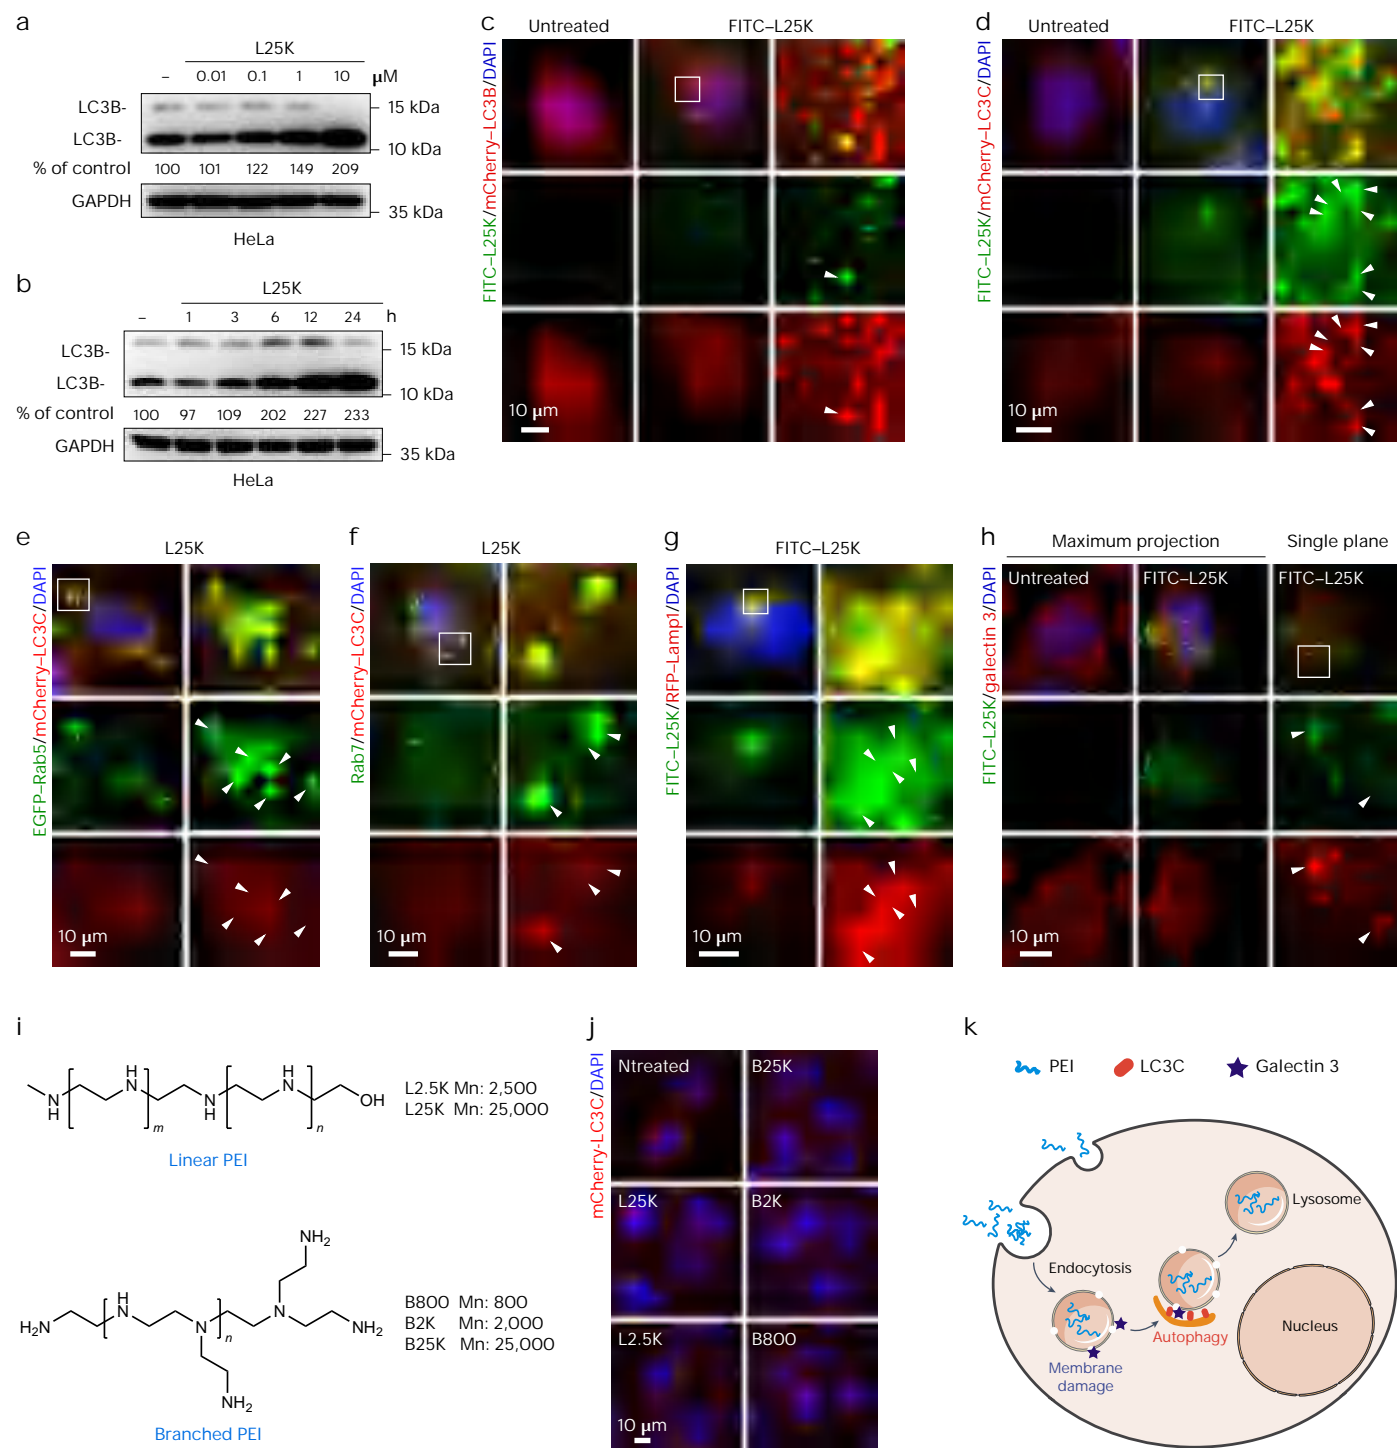 a
L25K
– 0.01 0.1 1 10 μM
LC3B-
15 kDa
LC3B-
10 kDa
% of control 100 101 122 149 209
GAPDH
35 kDa
HeLa
b
L25K
– 1 3 6 12 24 h
LC3B-
15 kDa
LC3B-
10 kDa
% of control 100 97 109 202 227 233
GAPDH
35 kDa
HeLa
c
Untreated FITC–L25K
FITC–L25K/mCherry–LC3B/DAPI
10 μm
d
Untreated FITC–L25K
FITC–L25K/mCherry–LC3C/DAPI
10 μm
e
L25K
EGFP–Rab5/mCherry–LC3C/DAPI
10 μm
f
L25K
Rab7/mCherry–LC3C/DAPI
10 μm
g
FITC–L25K
FITC–L25K/RFP–Lamp1/DAPI
10 μm
h
Maximum projection Single plane
Untreated FITC–L25K FITC–L25K
FITC–L25K/galectin 3/DAPI
10 μm
i
H H
N N
N N OH
H m H n
L2.5K Mn: 2,500
L25K Mn: 25,000
Linear PEI
NH2
H
N
N NH2
H2N N
n
NH2
B800 Mn: 800
B2K Mn: 2,000
B25K Mn: 25,000
Branched PEI
j
mCherry-LC3C/DAPI
Ntreated B25K
L25K B2K
L2.5K B800
10 μm
k
PEI LC3C Galectin 3
Lysosome
Endocytosis
Autophagy
Nucleus
Membrane
damage